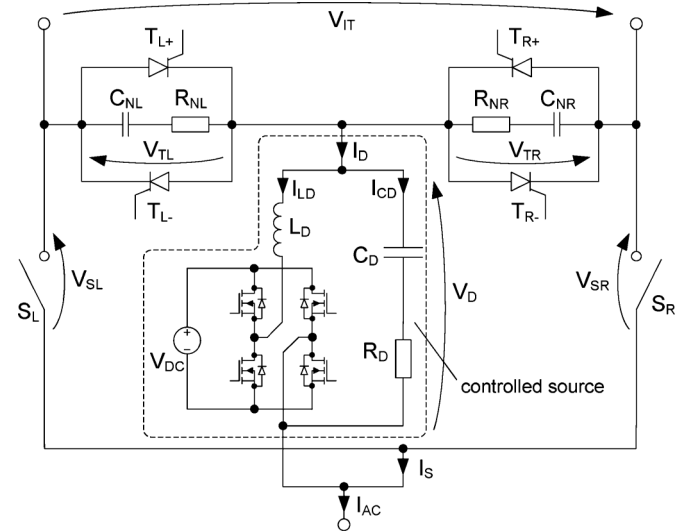 V_IT
T_L+
T_R+
C_NL
R_NL
R_NR
C_NR
V_TL
I_D
V_TR
T_L-
I_LD
I_CD
T_R-
L_D
C_D
V_SL
V_D
V_SR
S_L
S_R
+
−
V_DC
R_D
controlled source
I_S
I_AC